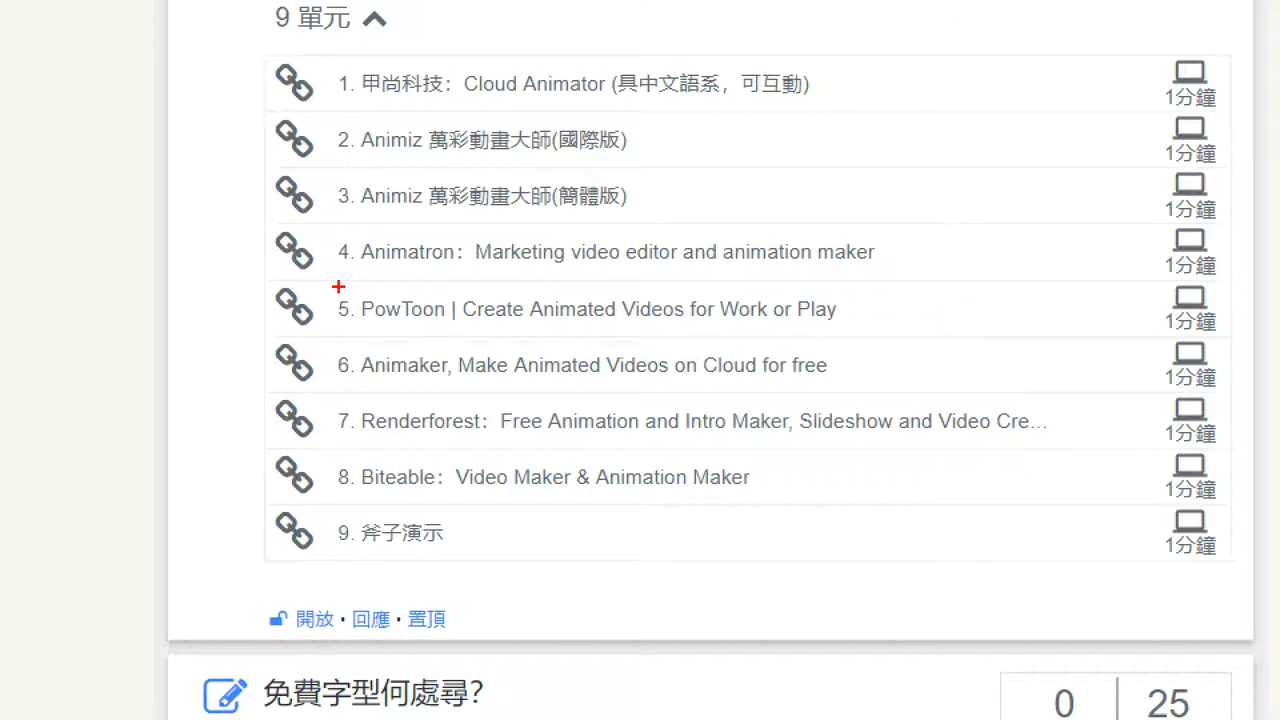 9 單元
1. 甲尚科技：Cloud Animator (具中文語系，可互動)
1分鐘
2. Animiz 萬彩動畫大師(國際版)
1分鐘
3. Animiz 萬彩動畫大師(簡體版)
1分鐘
4. Animatron：Marketing video editor and animation maker
1分鐘
5. PowToon | Create Animated Videos for Work or Play
1分鐘
6. Animaker, Make Animated Videos on Cloud for free
1分鐘
7. Renderforest：Free Animation and Intro Maker, Slideshow and Video Cre...
1分鐘
8. Biteable：Video Maker & Animation Maker
1分鐘
9. 斧子演示
1分鐘
開放・回應・置頂
免費字型何處尋?
0 | 25